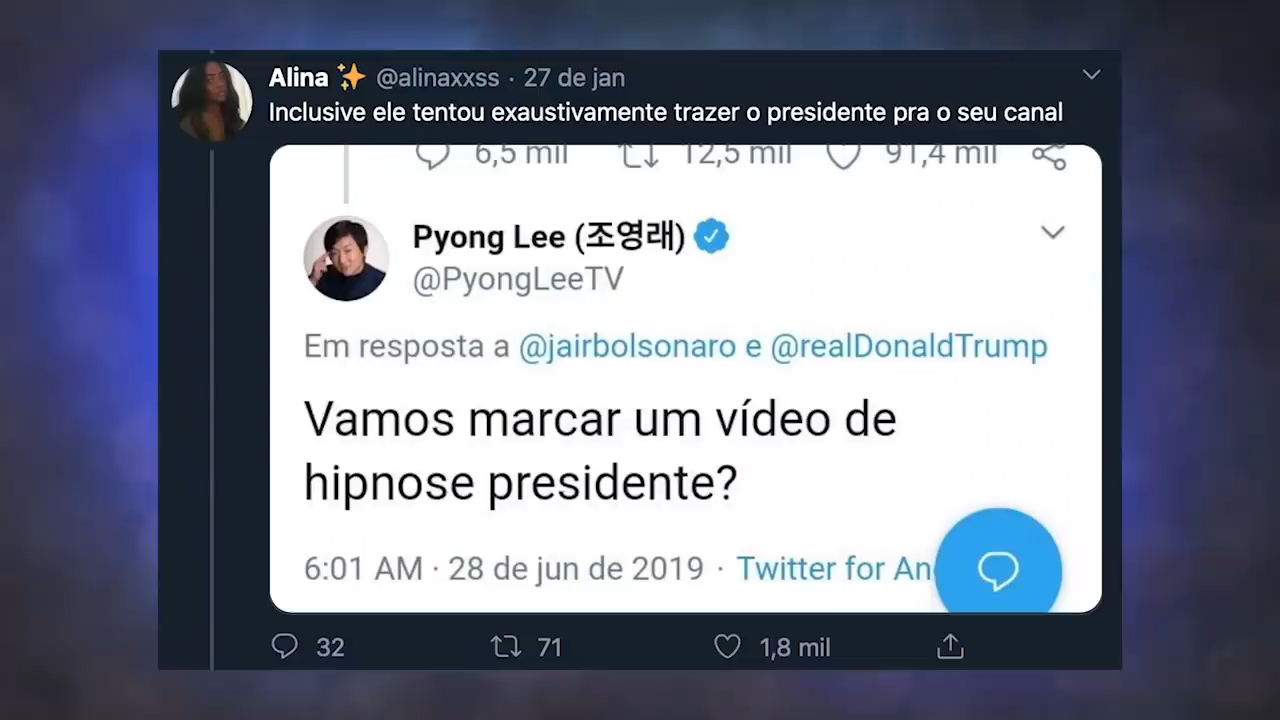 Alina ✨ @alinaxxss · 27 de jan
Inclusive ele tentou exaustivamente trazer o presidente pra o seu canal
6,5 mil 12,5 mil 91,4 mil
Pyong Lee (조영래)
@PyongLeeTV
Em resposta a @jairbolsonaro e @realDonaldTrump
Vamos marcar um vídeo de
hipnose presidente?
6:01 AM · 28 de jun de 2019 · Twitter for An
32 71 1,8 mil